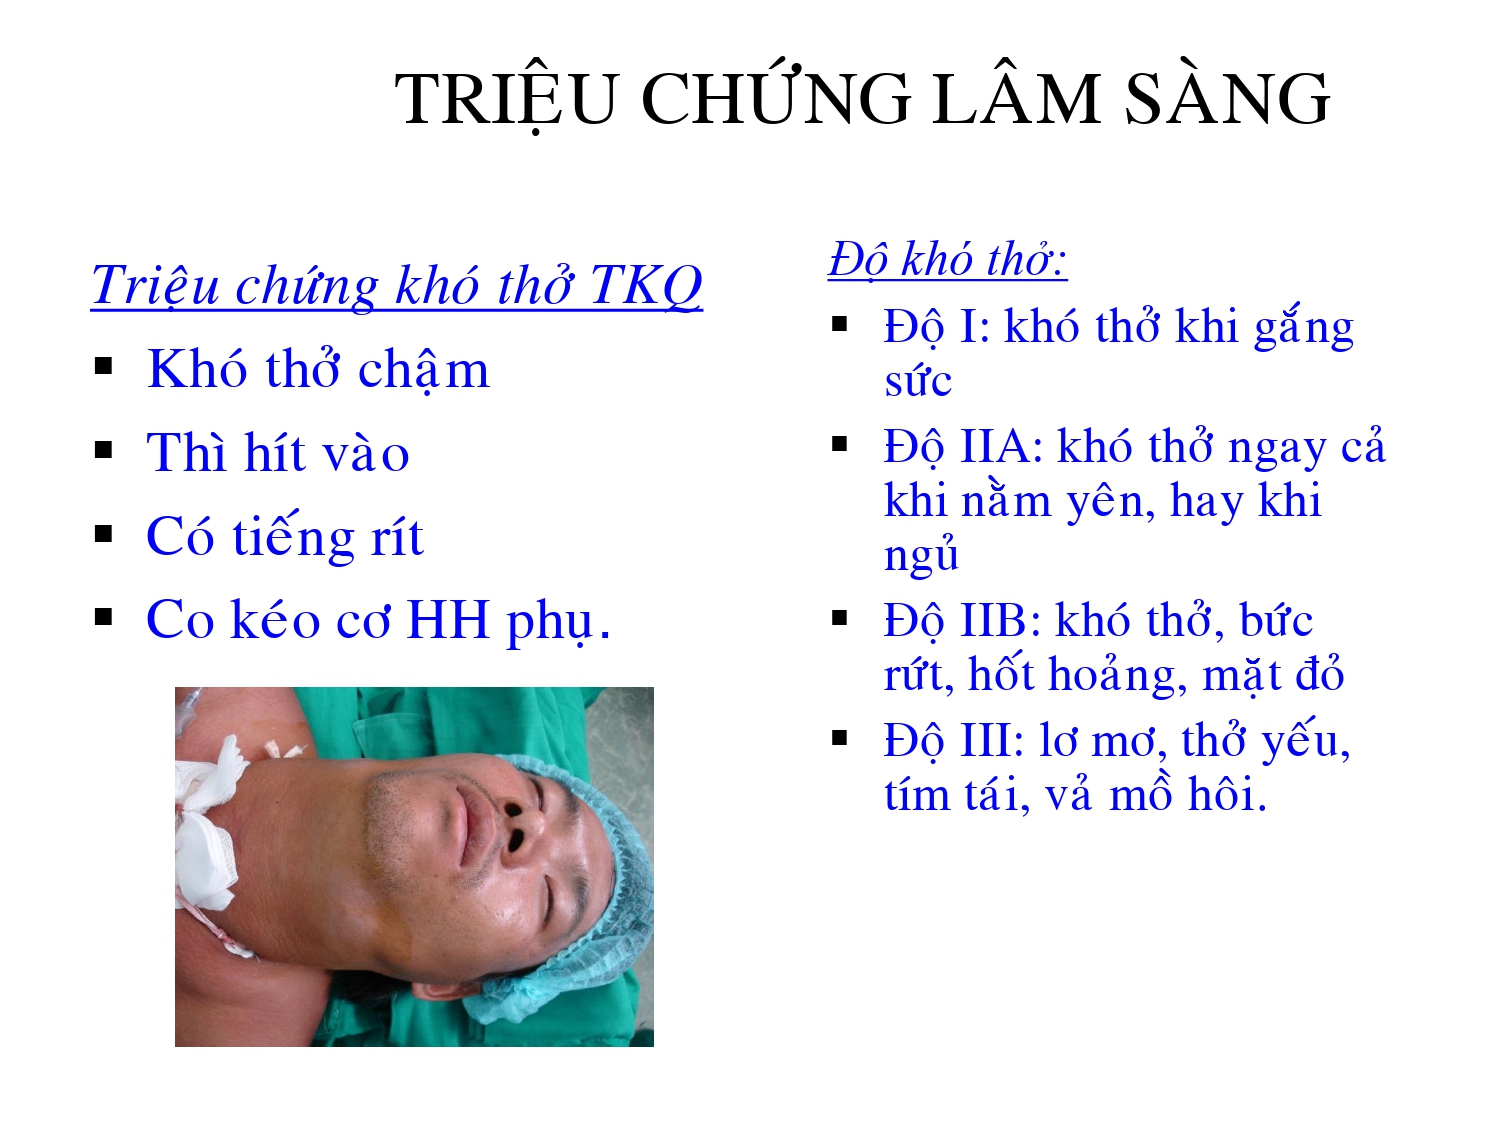 TRIỆU CHỨNG LÂM SÀNG
Triệu chứng khó thở TKQ
▪ Khó thở chậm
▪ Thì hít vào
▪ Có tiếng rít
▪ Co kéo cơ HH phụ.
Độ khó thở:
▪ Độ I: khó thở khi gắng
sức
▪ Độ IIA: khó thở ngay cả
khi nằm yên, hay khi
ngủ
▪ Độ IIB: khó thở, bức
rứt, hốt hoảng, mặt đỏ
▪ Độ III: lơ mơ, thở yếu,
tím tái, vả mồ hôi.